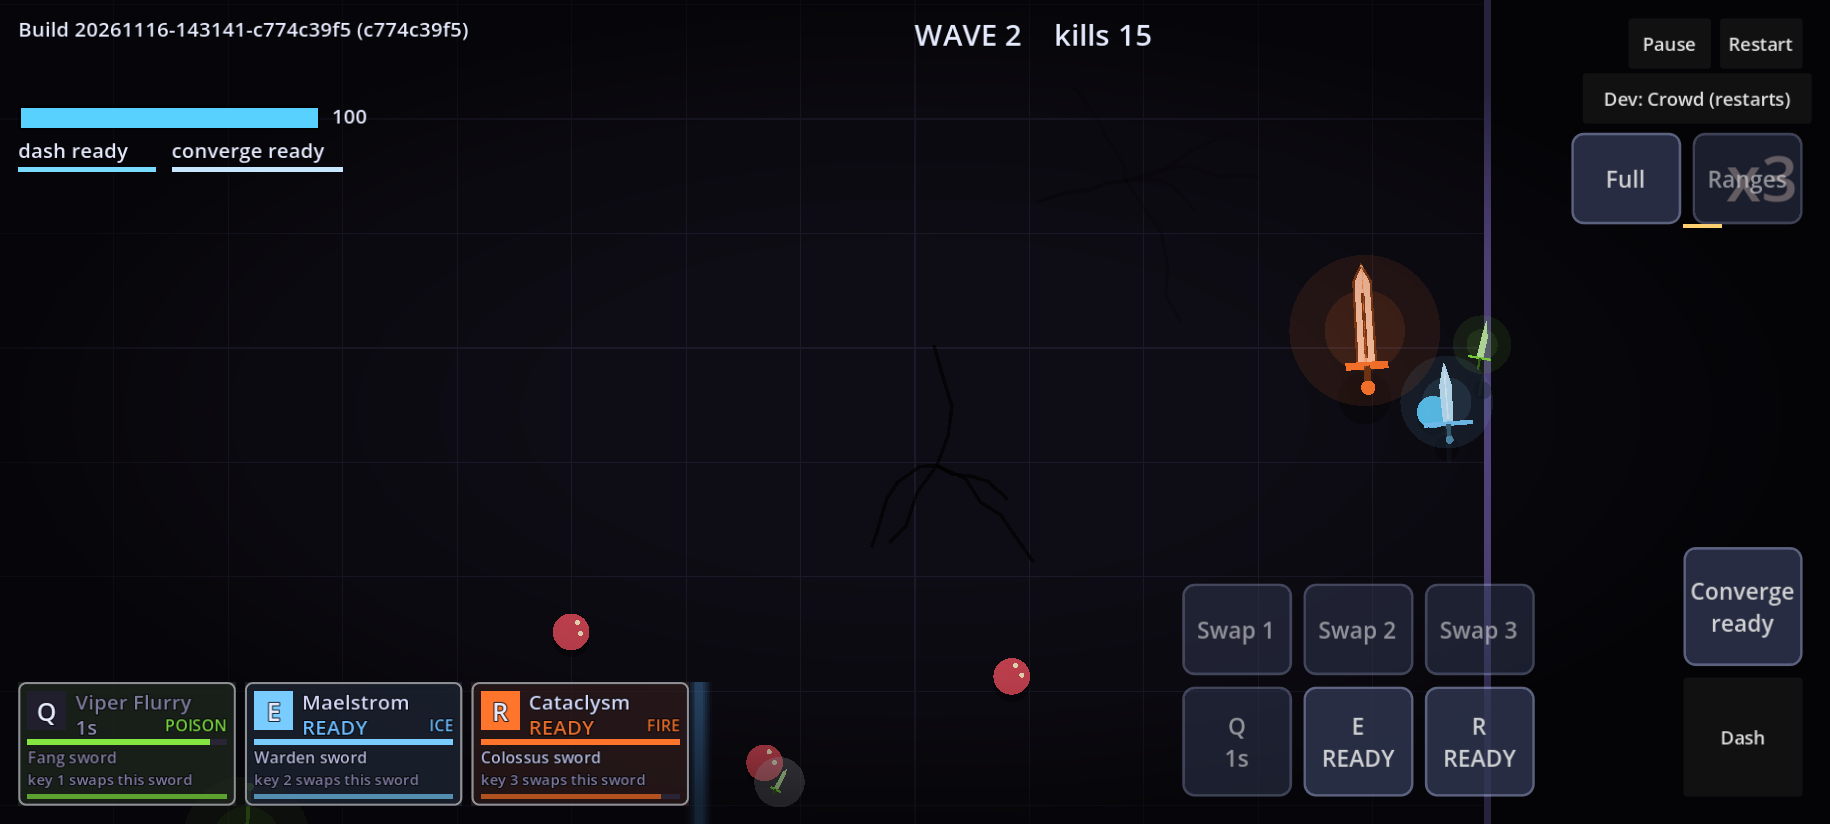 Build 20261116-143141-c774c39f5 (c774c39f5)
WAVE 2 kills 15
Pause
Restart
Dev: Crowd (restarts)
100
dash ready
converge ready
Full
Ranges
x3
Converge
ready
Swap 1
Swap 2
Swap 3
Q
Viper Flurry
1s
POISON
Fang sword
key 1 swaps this sword
E
Maelstrom
READY
ICE
Warden sword
key 2 swaps this sword
R
Cataclysm
READY
FIRE
Colossus sword
key 3 swaps this sword
Q
1s
E
READY
R
READY
Dash